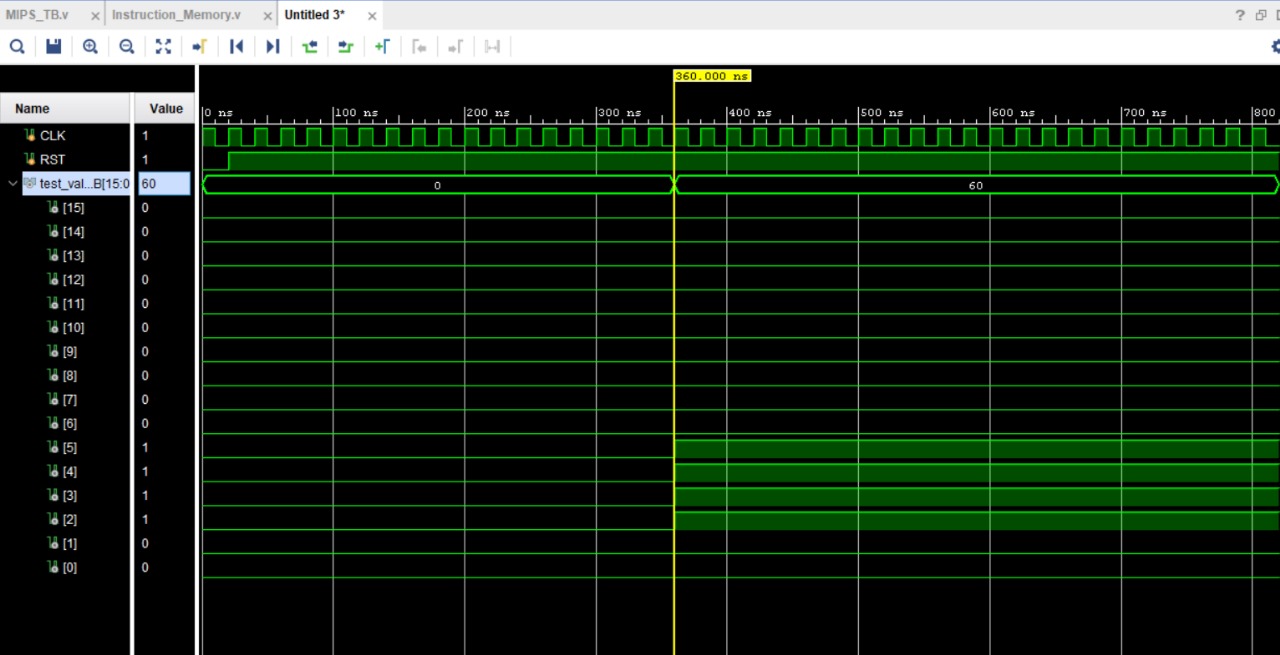 MIPS_TB.v × Instruction_Memory.v × Untitled 3* × ?
360.000 ns
Name Value 0 ns 100 ns 200 ns 300 ns 400 ns 500 ns 600 ns 700 ns 800
CLK 1
RST 1
test_val...B[15:0 60 0 60
[15] 0
[14] 0
[13] 0
[12] 0
[11] 0
[10] 0
[9] 0
[8] 0
[7] 0
[6] 0
[5] 1
[4] 1
[3] 1
[2] 1
[1] 0
[0] 0